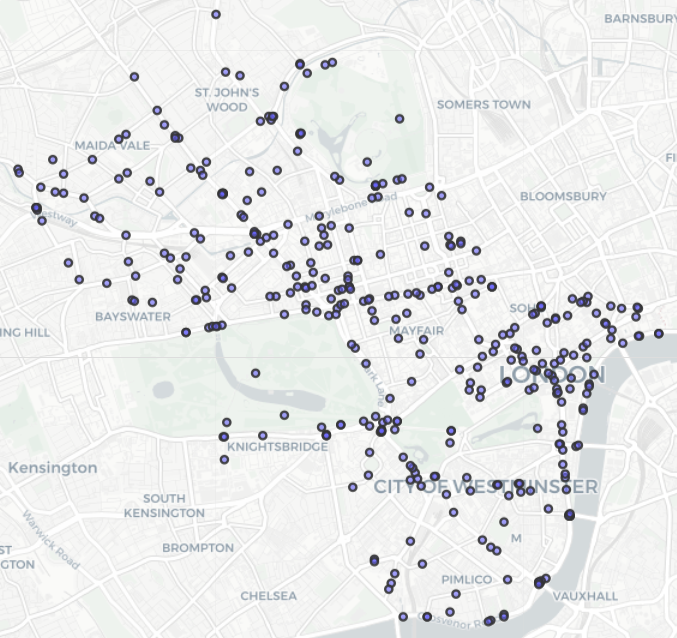 BARNSBURY
ST. JOHN'S
WOOD
SOMERS TOWN
MAIDA VALE
FI
BLOOMSBURY
Westway
Marylebone Road
SOHO
BAYSWATER
MAYFAIR
ING HILL
LONDON
Park Lane
KNIGHTSBRIDGE
Kensington
CITY OF WESTMINSTER
SOUTH
KENSINGTON
Warwick Road
M
BROMPTON
ST
GTON
PIMLICO
CHELSEA
VAUXHALL
Grosvenor Ro